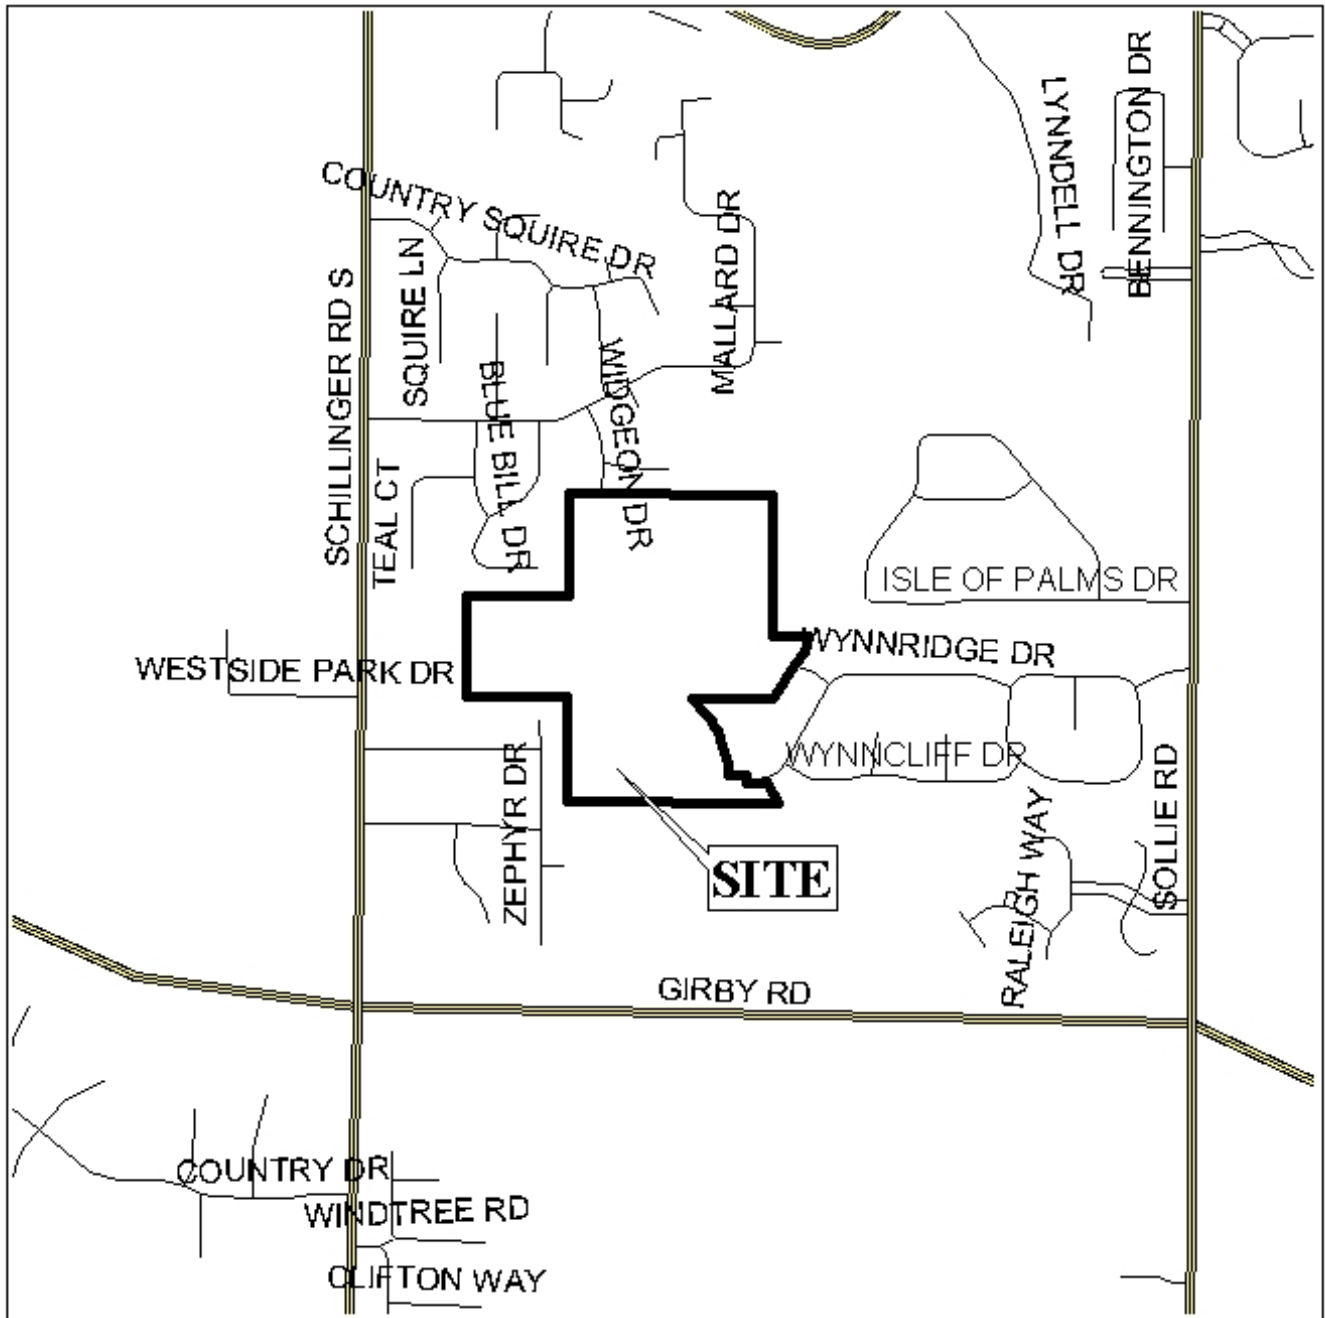 COUNTRY SQUIRE DR
LYNNDELL DR
BENNINGTON DR
SCHILLINGER RD S
SQUIRE LN
MALLARD DR
BLUE BILL DR
WIDGEON DR
TEAL CT
ISLE OF PALMS DR
WESTSIDE PARK DR
WYNNRIDGE DR
WYNNCLIFF DR
ZEPHYR DR
SITE
RALEIGH WAY
SOLLIE RD
GIRBY RD
COUNTRY DR
WINDTREE RD
CLIFTON WAY